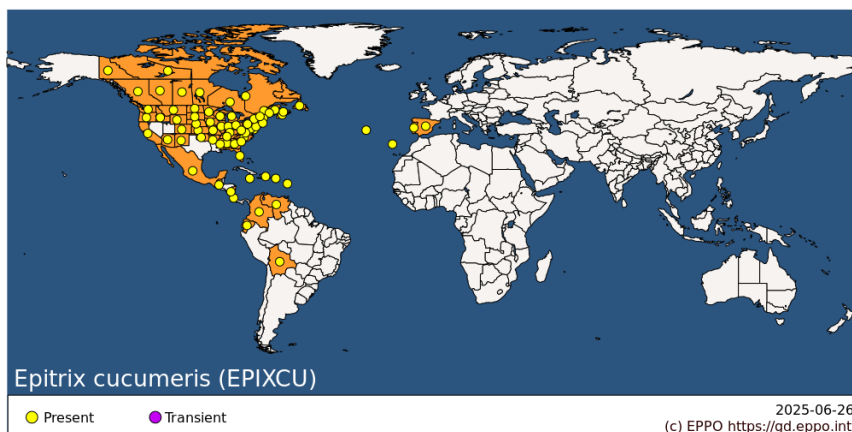 Epitrix cucumeris (EPIXCU)
Present
Transient
2025-06-26
(c) EPPO https://gd.eppo.int